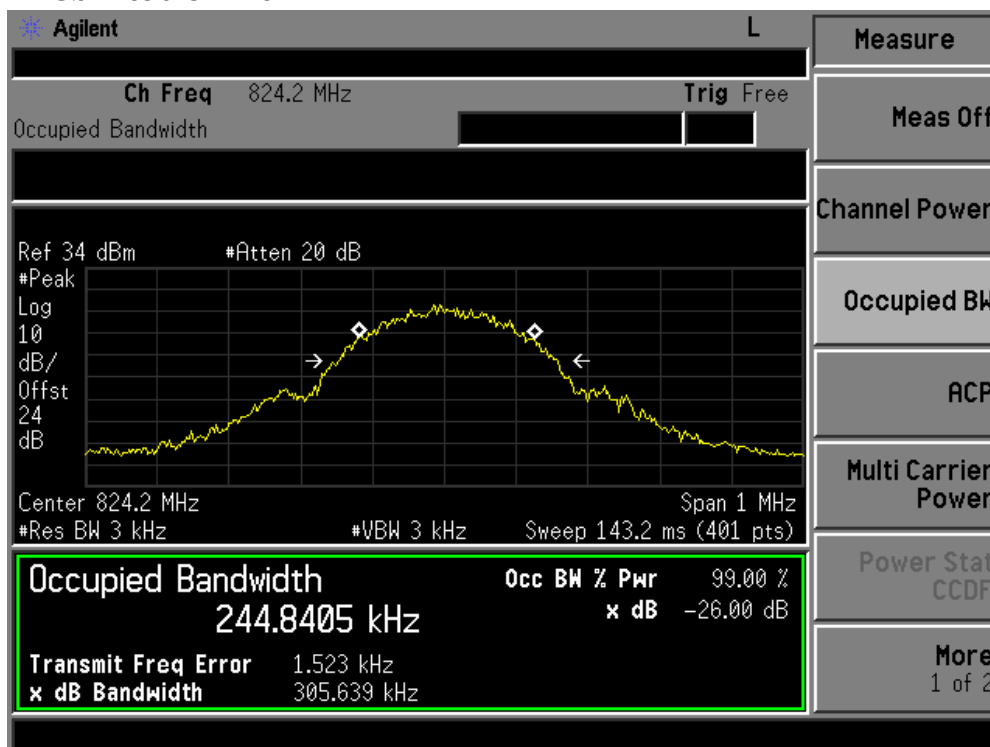 Agilent L
Ch Freq 824.2 MHz Trig Free
Occupied Bandwidth
Ref 34 dBm #Atten 20 dB
#Peak
Log
10
dB/
Offst
24
dB
Center 824.2 MHz Span 1 MHz
#Res BW 3 kHz #VBW 3 kHz Sweep 143.2 ms (401 pts)
Occupied Bandwidth
244.8405 kHz
Occ BW % Pwr 99.00 %
x dB -26.00 dB
Transmit Freq Error 1.523 kHz
x dB Bandwidth 305.639 kHz
Measure
Meas Off
Channel Power
Occupied BW
ACP
Multi Carrier
Power
Power Stat
CCDF
More
1 of 2